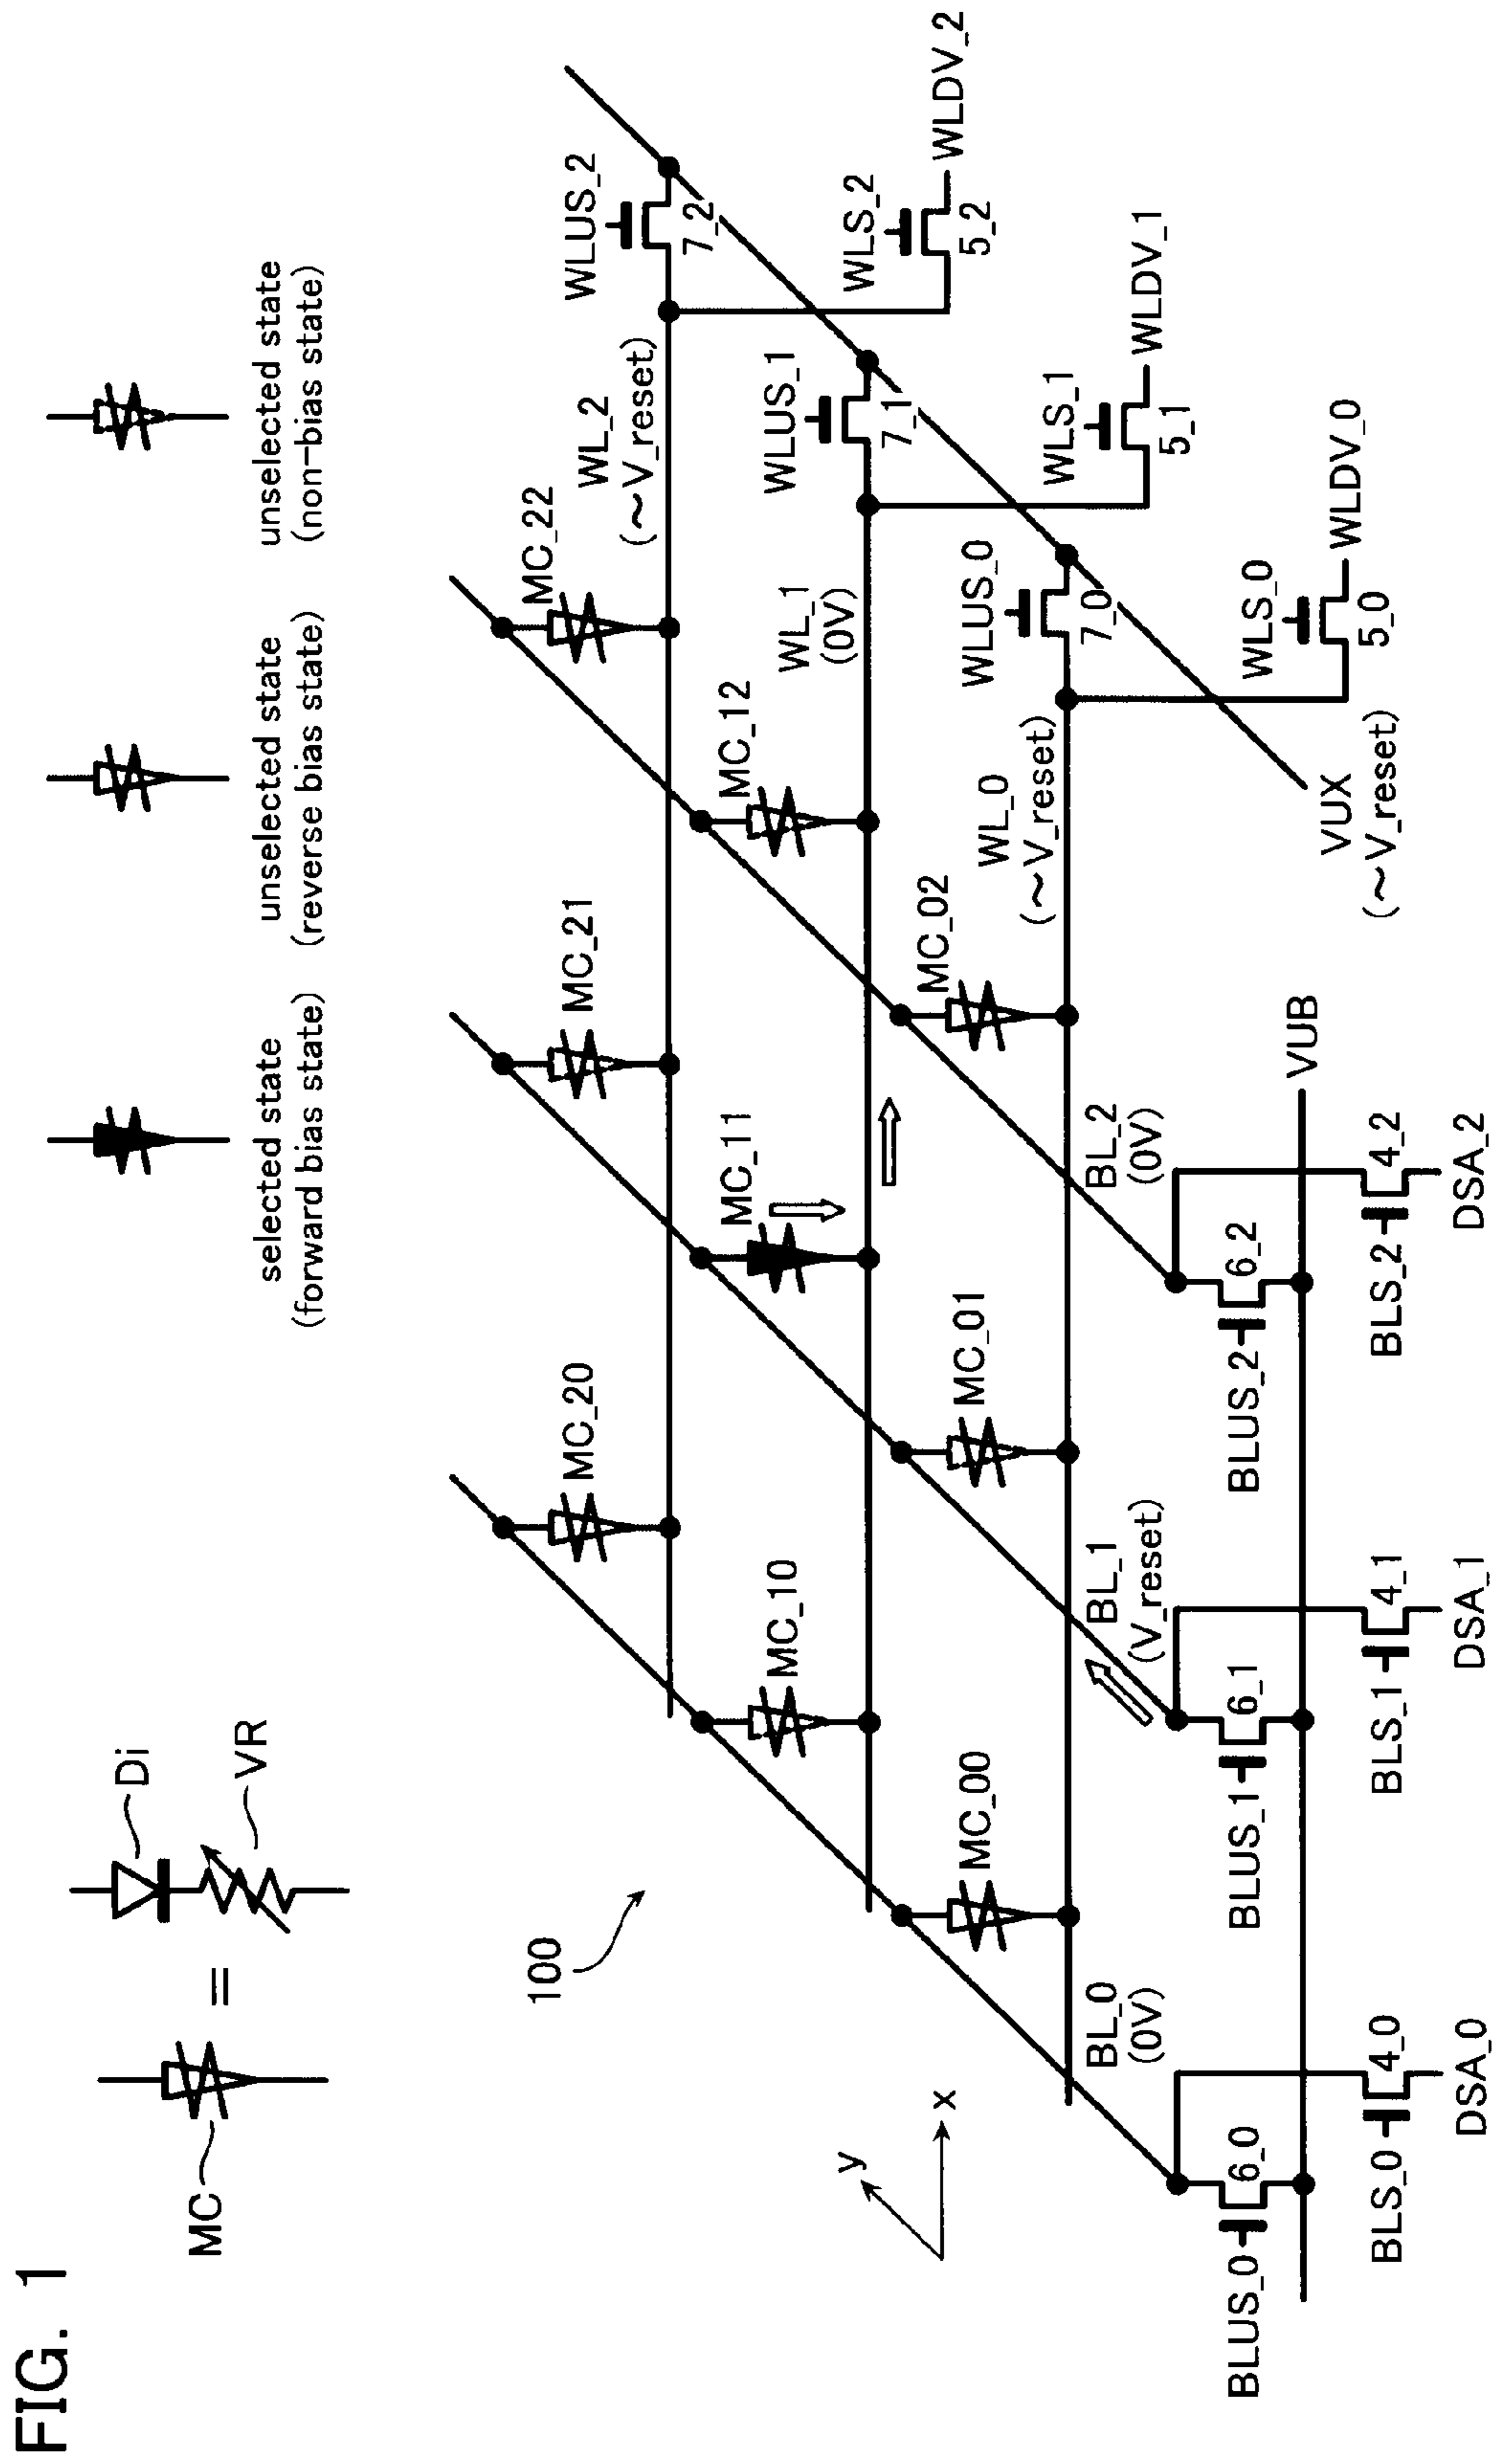 FIG. 1
MC
=
Di
VR
selected state
(forward bias state)
unselected state
(reverse bias state)
unselected state
(non-bias state)
100
MC_20
MC_21
MC_22
WL_2
(~V_reset)
WLUS_2
7_2
WLS_2
5_2
WLDV_2
MC_10
MC_11
MC_12
WL_1
(0V)
WLUS_1
7_1
WLS_1
5_1
WLDV_1
MC_00
MC_01
MC_02
WL_0
(~V_reset)
WLUS_0
7_0
WLS_0
5_0
WLDV_0
y
x
BL_0
(0V)
BL_1
(V_reset)
BL_2
(0V)
VUX
(~V_reset)
BLUS_0
6_0
BLUS_1
6_1
BLUS_2
6_2
VUB
BLS_0
4_0
BLS_1
4_1
BLS_2
4_2
DSA_0
DSA_1
DSA_2